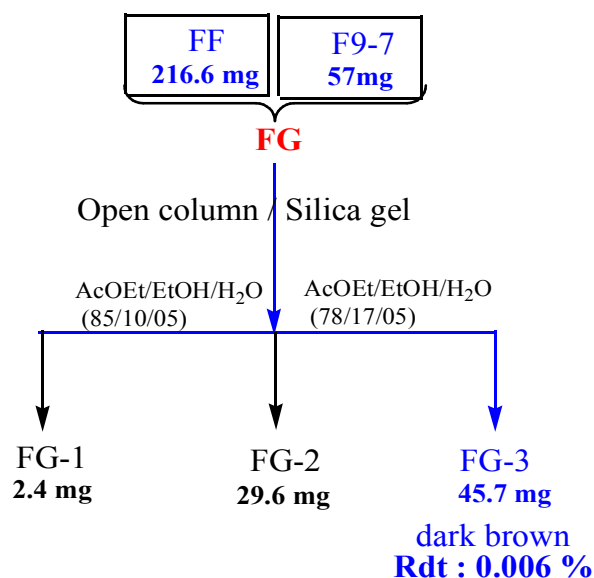 FF
216.6 mg
F9-7
57mg
FG
Open column / Silica gel
AcOEt/EtOH/H₂O
(85/10/05)
AcOEt/EtOH/H₂O
(78/17/05)
FG-1
2.4 mg
FG-2
29.6 mg
FG-3
45.7 mg
dark brown
Rdt : 0.006 %